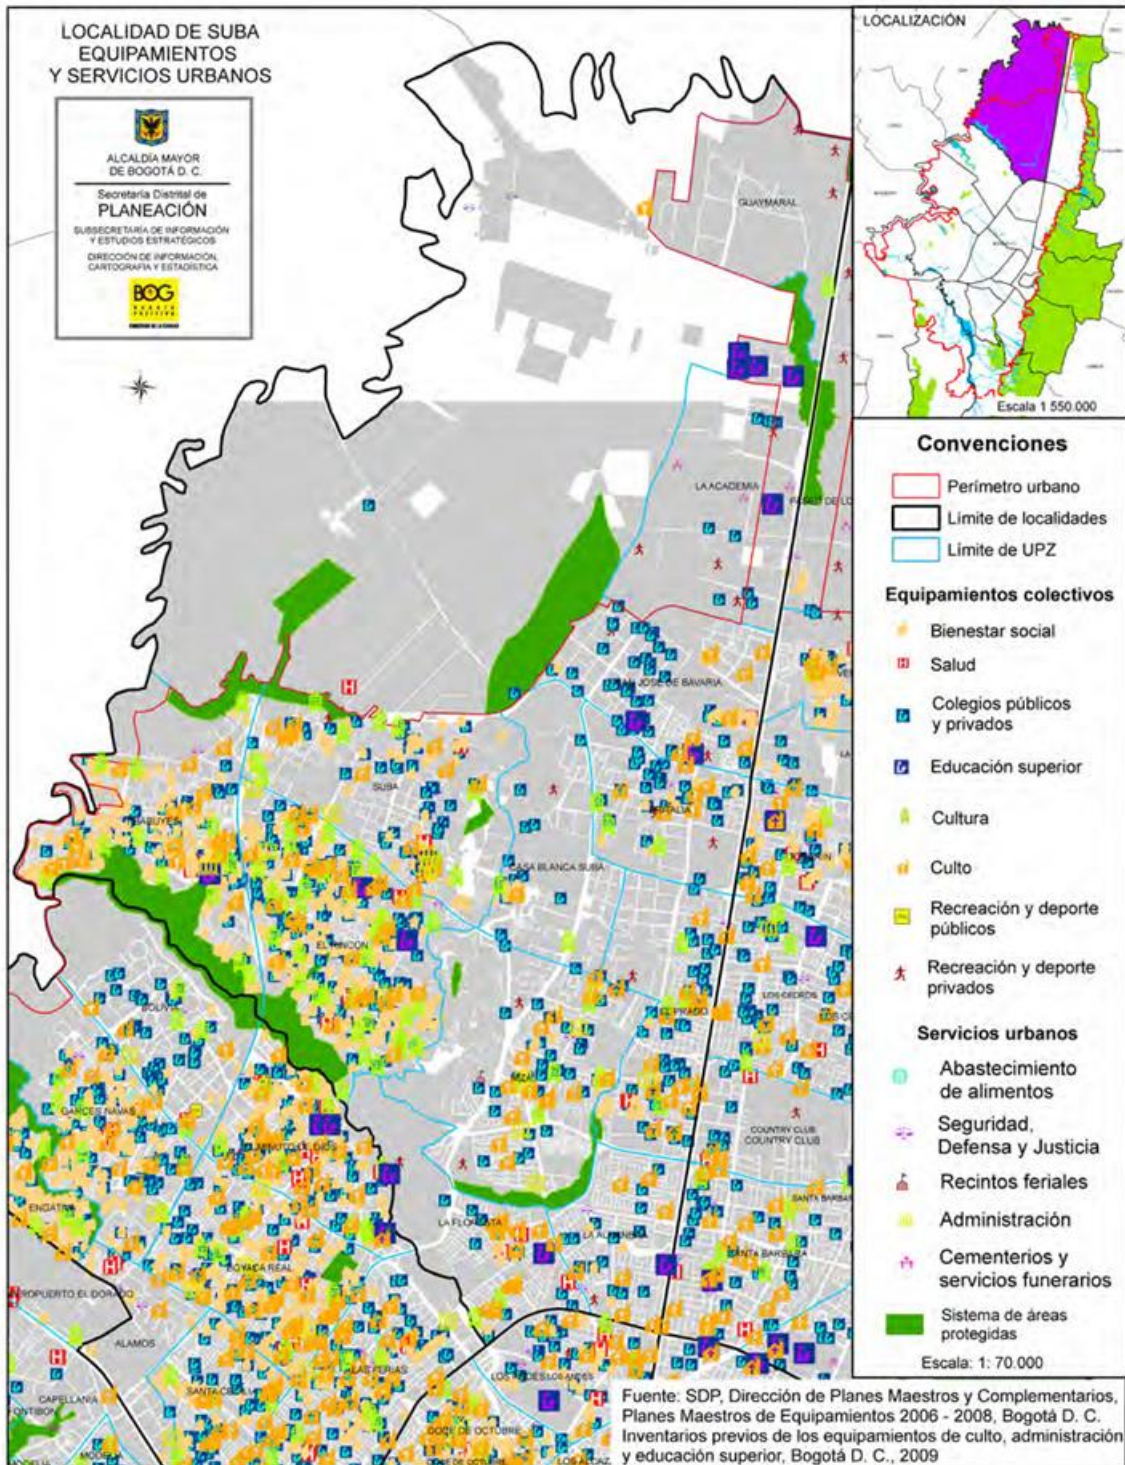 LOCALIDAD DE SUBA
EQUIPAMIENTOS
Y SERVICIOS URBANOS
ALCALDÍA MAYOR
DE BOGOTÁ D. C.
Secretaría Distrital de
PLANEACIÓN
SUBSECRETARÍA DE INFORMACIÓN
Y ESTUDIOS ESTRATÉGICOS
DIRECCIÓN DE INFORMACIÓN,
CARTOGRAFÍA Y ESTADÍSTICA
BOG
LOCALIZACIÓN
Escala 1 550.000
GUAYMARAL
LA ACADEMIA
SAN JOSE DE BAVARIA
SUBA
CASA BLANCA SUBA
EL RINCON
BOLIVIA
LOS CEDROS
EL PRADO
GARCES NAVAS
COUNTRY CLUB
COUNTRY CLUB
ENGATIVA
LA FLORESTA
LA ALHAMBRA
SANTA BARBARA
BOYACA REAL
ALAMOS
LAS FERIAS
LOS ANDES
SANTA CECILIA
CAPELLANIA
DOCE DE OCTUBRE
MODELIA
Convenciones
Perímetro urbano
Límite de localidades
Límite de UPZ
Equipamientos colectivos
Bienestar social
Salud
Colegios públicos
y privados
Educación superior
Cultura
Culto
Recreación y deporte
públicos
Recreación y deporte
privados
Servicios urbanos
Abastecimiento
de alimentos
Seguridad,
Defensa y Justicia
Recintos feriales
Administración
Cementerios y
servicios funerarios
Sistema de áreas
protegidas
Escala: 1: 70.000
Fuente: SDP, Dirección de Planes Maestros y Complementarios,
Planes Maestros de Equipamientos 2006 - 2008, Bogotá D. C.
Inventarios previos de los equipamientos de culto, administración
y educación superior, Bogotá D. C., 2009